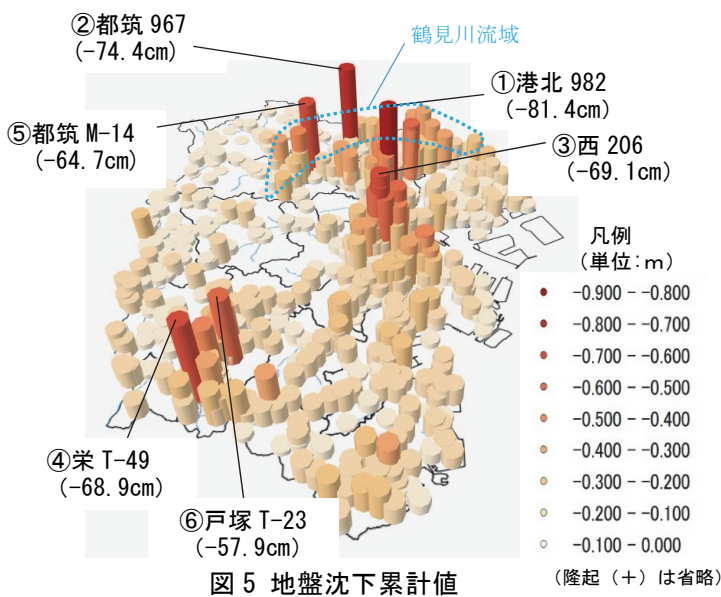 ②都筑 967
(-74.4cm)
鶴見川流域
①港北 982
(-81.4cm)
⑤都筑 M-14
(-64.7cm)
③西 206
(-69.1cm)
凡例
(単位:m)
-0.900 – -0.800
-0.800 – -0.700
-0.700 – -0.600
-0.600 – -0.500
-0.500 – -0.400
-0.400 – -0.300
-0.300 – -0.200
-0.200 – -0.100
-0.100 – 0.000
(隆起（+）は省略)
④栄 T-49
(-68.9cm)
⑥戸塚 T-23
(-57.9cm)
図 5 地盤沈下累計値